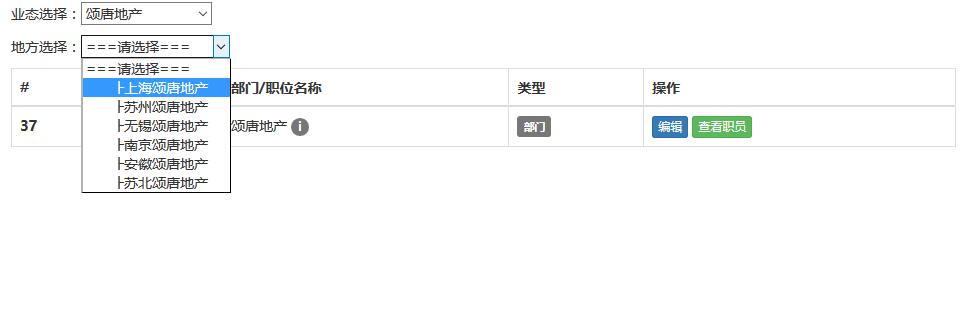 业态选择：颂唐地产
地方选择：===请选择===
===请选择===
├上海颂唐地产
├苏州颂唐地产
├无锡颂唐地产
├南京颂唐地产
├安徽颂唐地产
├苏北颂唐地产
# 部门/职位名称 类型 操作
37 颂唐地产 i 部门 编辑 查看职员